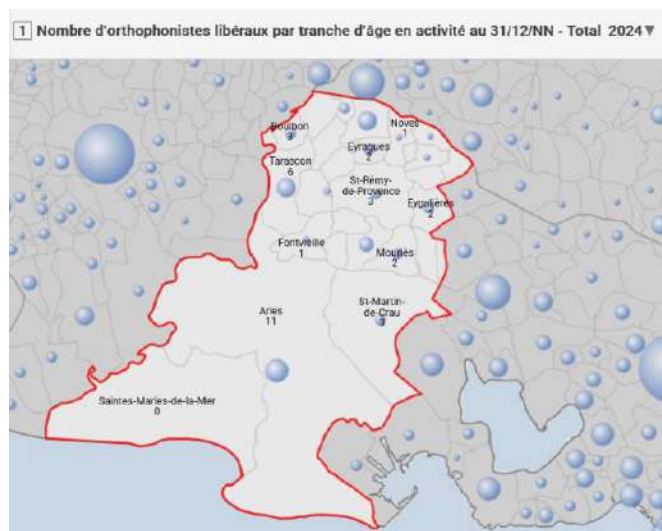 1 Nombre d'orthophonistes libéraux par tranche d'âge en activité au 31/12/NN - Total 2024▼
Boulbon
3
Noves
1
Eyragues
2
Tarascon
6
St-Rémy-
de-Provence
3
Eygalières
2
Fontvieille
1
Mouriès
2
Arles
11
St-Martin-
de-Crau
Saintes-Maries-de-la-Mer
0